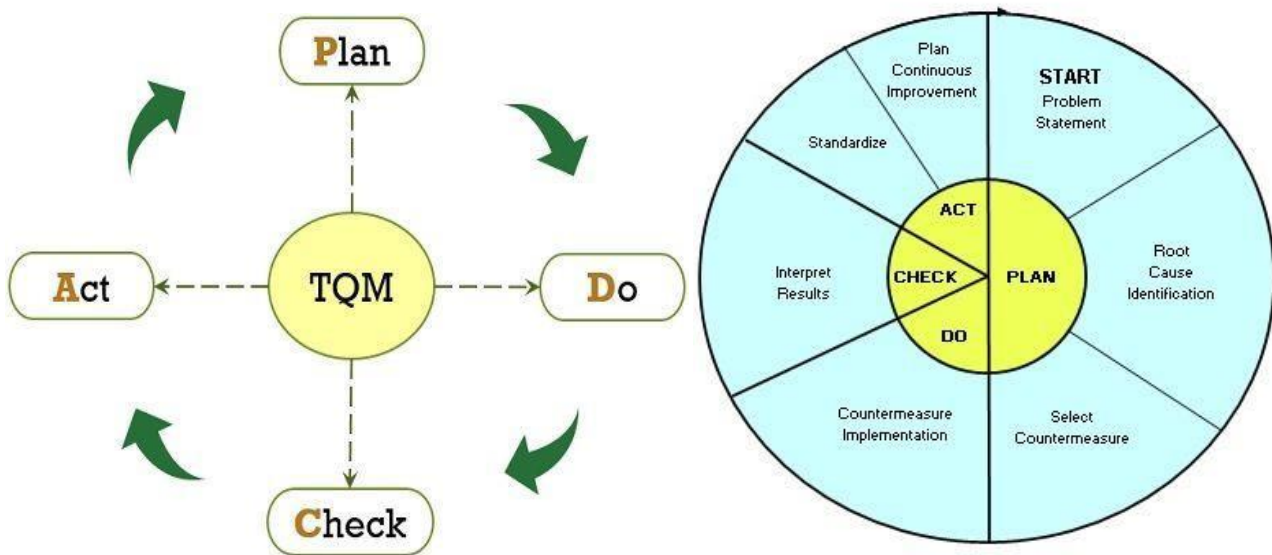 Plan
Act
TQM
Do
Check
Plan
Continuous
Improvement
START
Problem
Statement
Standardize
ACT
Interpret
Results
CHECK
PLAN
Root
Cause
Identification
DO
Countermeasure
Implementation
Select
Countermeasure